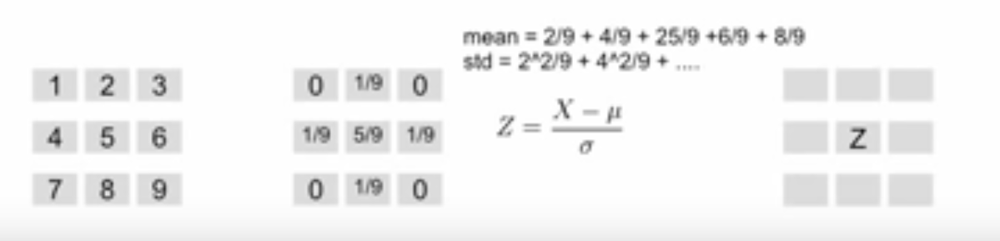 mean = 2/9 + 4/9 + 25/9 +6/9 + 8/9
std = 2^2/9 + 4^2/9 + ....
1 2 3
0 1/9 0
Z = (X − μ) / σ
4 5 6
1/9 5/9 1/9
Z
7 8 9
0 1/9 0